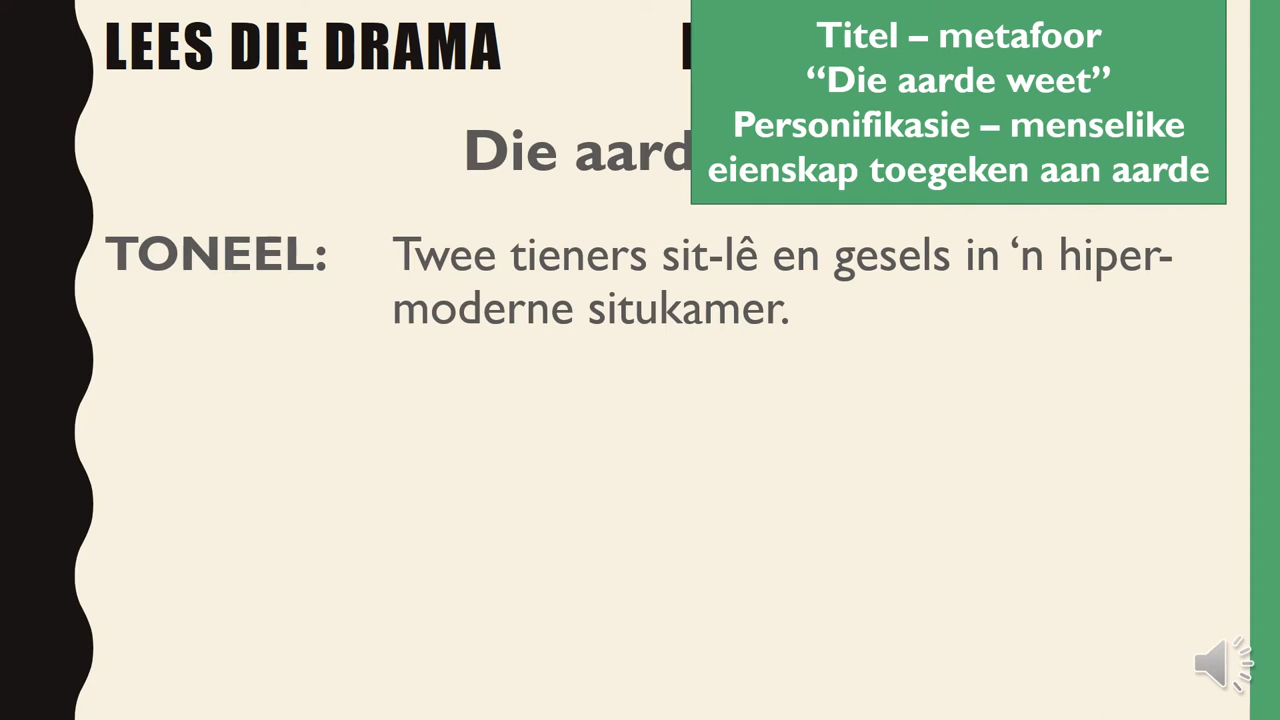 LEES DIE DRAMA
Titel – metafoor
“Die aarde weet”
Personifikasie – menselike
eienskap toegeken aan aarde
Die aard
TONEEL: Twee tieners sit-lê en gesels in ‘n hiper-
moderne situkamer.